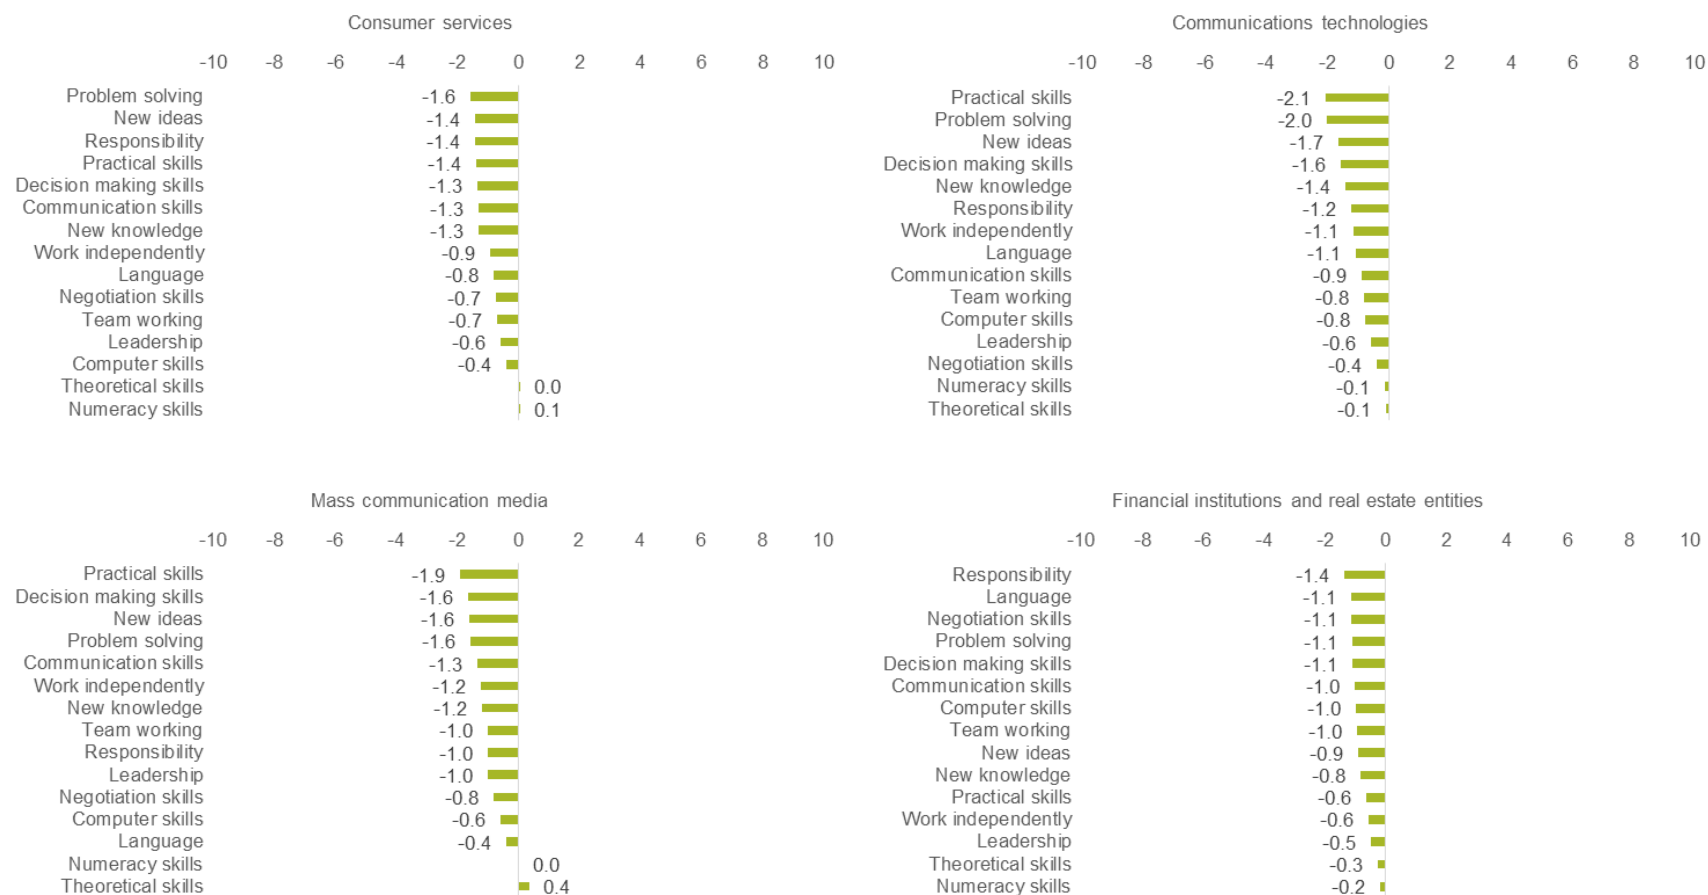 Consumer services
-10 -8 -6 -4 -2 0 2 4 6 8 10
Problem solving -1.6
New ideas -1.4
Responsibility -1.4
Practical skills -1.4
Decision making skills -1.3
Communication skills -1.3
New knowledge -1.3
Work independently -0.9
Language -0.8
Negotiation skills -0.7
Team working -0.7
Leadership -0.6
Computer skills -0.4
Theoretical skills 0.0
Numeracy skills 0.1
Communications technologies
-10 -8 -6 -4 -2 0 2 4 6 8 10
Practical skills -2.1
Problem solving -2.0
New ideas -1.7
Decision making skills -1.6
New knowledge -1.4
Responsibility -1.2
Work independently -1.1
Language -1.1
Communication skills -0.9
Team working -0.8
Computer skills -0.8
Leadership -0.6
Negotiation skills -0.4
Numeracy skills -0.1
Theoretical skills -0.1
Mass communication media
-10 -8 -6 -4 -2 0 2 4 6 8 10
Practical skills -1.9
Decision making skills -1.6
New ideas -1.6
Problem solving -1.6
Communication skills -1.3
Work independently -1.2
New knowledge -1.2
Team working -1.0
Responsibility -1.0
Leadership -1.0
Negotiation skills -0.8
Computer skills -0.6
Language -0.4
Numeracy skills 0.0
Theoretical skills 0.4
Financial institutions and real estate entities
-10 -8 -6 -4 -2 0 2 4 6 8 10
Responsibility -1.4
Language -1.1
Negotiation skills -1.1
Problem solving -1.1
Decision making skills -1.1
Communication skills -1.0
Computer skills -1.0
Team working -1.0
New ideas -0.9
New knowledge -0.8
Practical skills -0.6
Work independently -0.6
Leadership -0.5
Theoretical skills -0.3
Numeracy skills -0.2